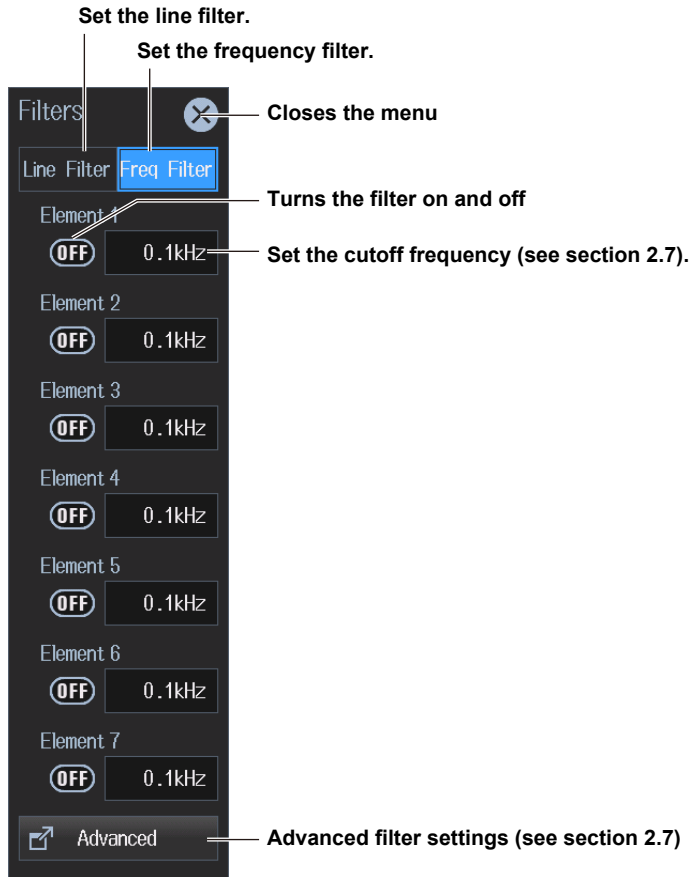 Set the line filter.
Set the frequency filter.
Filters
Closes the menu
Line Filter Freq Filter
Turns the filter on and off
Element 1
OFF 0.1kHz Set the cutoff frequency (see section 2.7).
Element 2
OFF 0.1kHz
Element 3
OFF 0.1kHz
Element 4
OFF 0.1kHz
Element 5
OFF 0.1kHz
Element 6
OFF 0.1kHz
Element 7
OFF 0.1kHz
Advanced Advanced filter settings (see section 2.7)